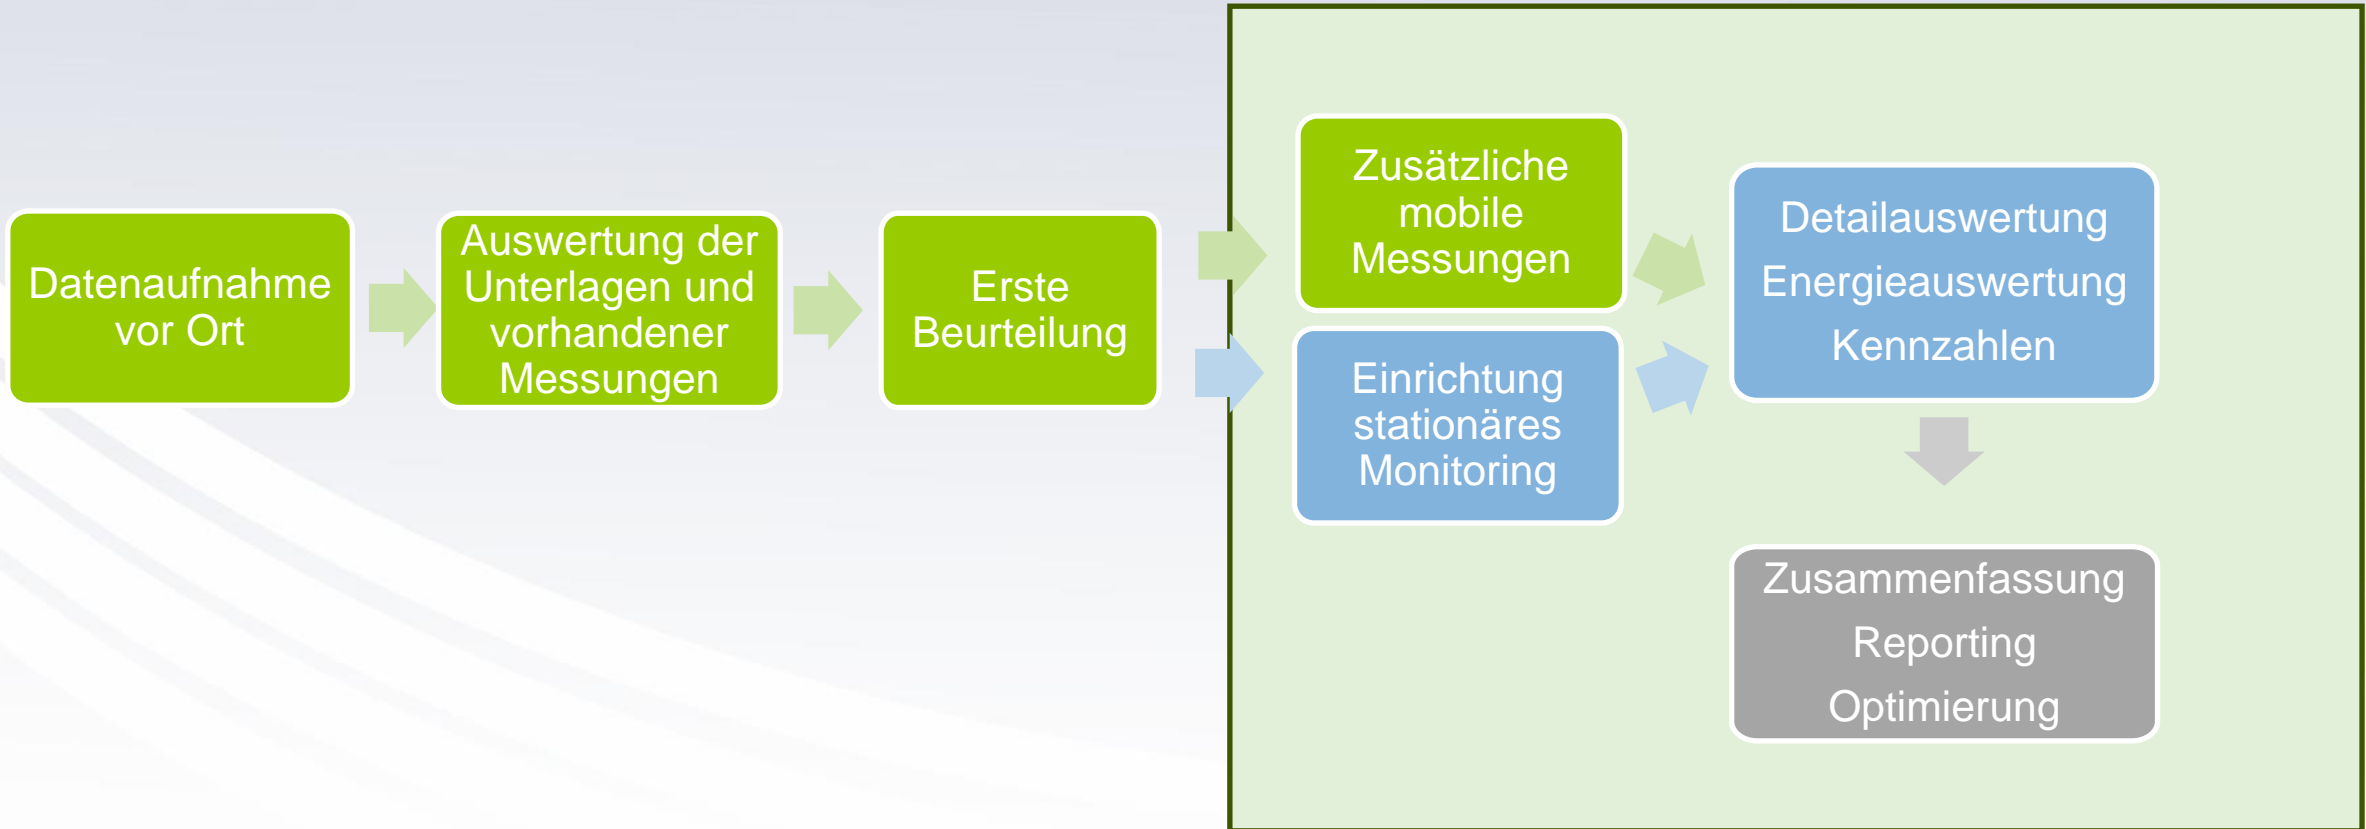 Datenaufnahme
vor Ort
Auswertung der
Unterlagen und
vorhandener
Messungen
Erste
Beurteilung
Zusätzliche
mobile
Messungen
Einrichtung
stationäres
Monitoring
Detailauswertung
Energieauswertung
Kennzahlen
Zusammenfassung
Reporting
Optimierung